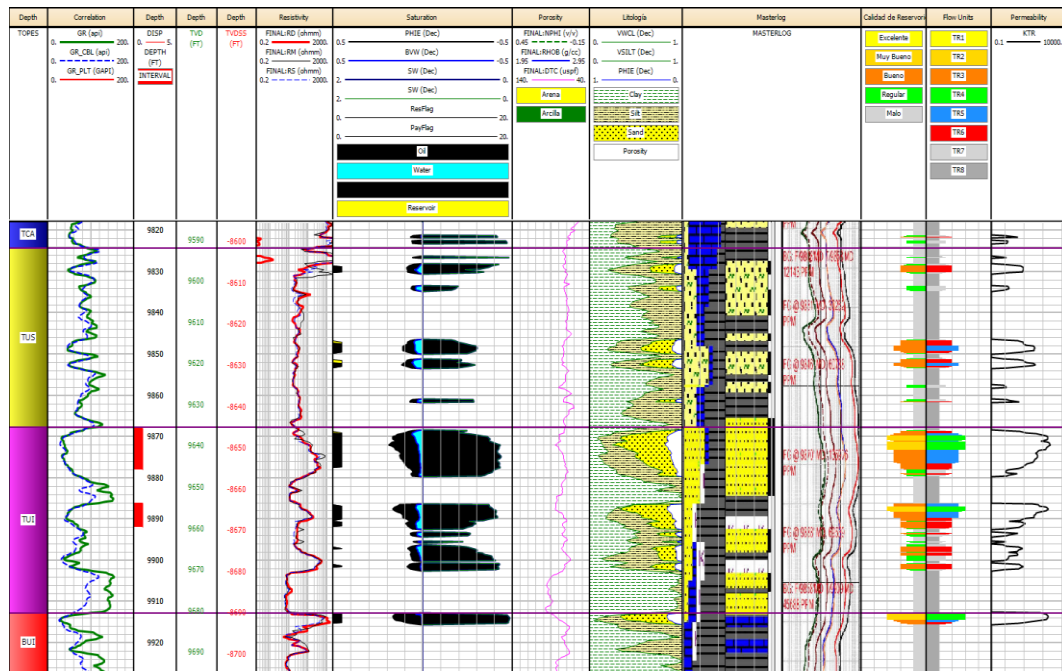 Depth
Correlation
Depth
TVD
TVDSS
Resistivity
Saturation
Porosity
Litología
Masterlog
Calidad de Reservori
Flow Units
Permeability
TOPES
GR (api)
0. 200.
GR_CBL (api)
0. 200.
GR_PLT (GAPI)
0. 200.
DISP
0. 5.
DEPTH
(FT)
INTERVAL
TVD
(FT)
TVDSS
(FT)
FINAL:RD (ohmm)
0.2 2000.
FINAL:RM (ohmm)
0.2 2000.
FINAL:RS (ohmm)
0.2 2000.
PHIE (Dec)
0.5 -0.5
BVW (Dec)
0.5 -0.5
SW (Dec)
2. 0.
SW (Dec)
2. 0.
ResFlag
0. 20.
PayFlag
0. 20.
Oil
Water
Reservoir
FINAL:NPHI (v/v)
0.45 -0.15
FINAL:RHOB (g/cc)
1.95 2.95
FINAL:DTC (uspf)
140. 40.
Arena
Arcilla
VWCL (Dec)
0. 1.
VSILT (Dec)
0. 1.
PHIE (Dec)
1. 0.
Clay
Silt
Sand
Porosity
MASTERLOG
Excelente
Muy Bueno
Bueno
Regular
Malo
TR1
TR2
TR3
TR4
TR5
TR6
TR7
TR8
KTR
0.1 10000.
TCA
TUS
TUI
BUI
9820
9830
9840
9850
9860
9870
9880
9890
9900
9910
9920
9590
9600
9610
9620
9630
9640
9650
9660
9670
9680
9690
-8600
-8610
-8620
-8630
-8640
-8650
-8660
-8670
-8680
-8690
-8700
PPM
PPM
PPM
PPM
PPM